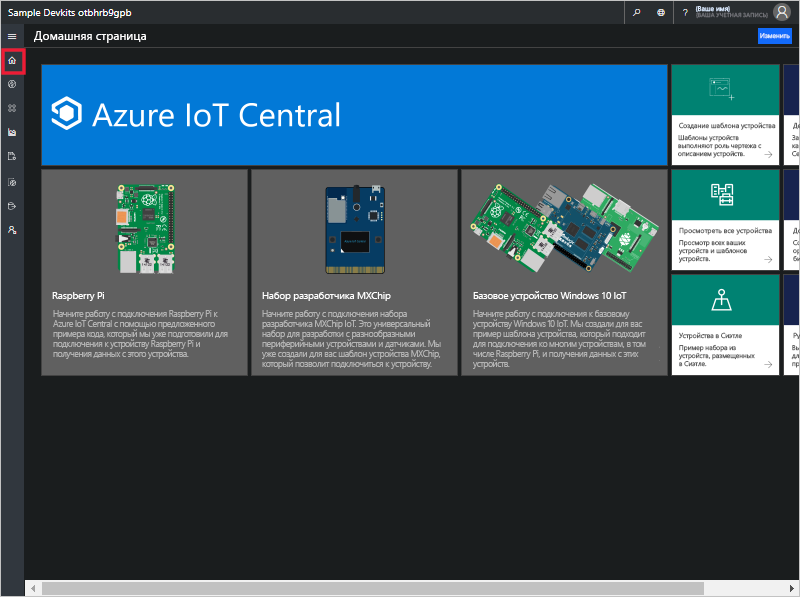 Sample Devkits otbhrb9gpb
?
(Ваше имя)
(ВАША УЧЕТНАЯ ЗАПИСЬ)
Домашняя страница
Изменить
Azure IoT Central
Создание шаблона устройства
Шаблоны устройств
выполняют роль чертежа с
описанием устройств.
Просмотреть все устройства
Просмотр всех ваших
устройств и шаблонов
устройств.
Устройства в Сиэтле
Пример набора из
устройств, размещенных
в Сиэтле.
Raspberry Pi
Начните работу с подключения Raspberry Pi к
Azure IoT Central с помощью предложенного
примера кода, который мы уже подготовили для
подключения к устройству Raspberry Pi и
получения данных с этого устройства.
Набор разработчика MXChip
Начните работу с подключения набора
разработчика MXChip IoT. Это универсальный
набор для разработки с разнообразными
периферийными устройствами и датчиками. Мы
уже создали для вас шаблон устройства MXChip,
который позволит подключиться к устройству.
Базовое устройство Windows 10 IoT
Начните работу с подключения к базовому
устройству Windows 10 IoT. Мы создали для вас
пример шаблона устройства, который подходит
для подключения ко многим устройствам, в том
числе Raspberry Pi, и получения данных с этих
устройств.